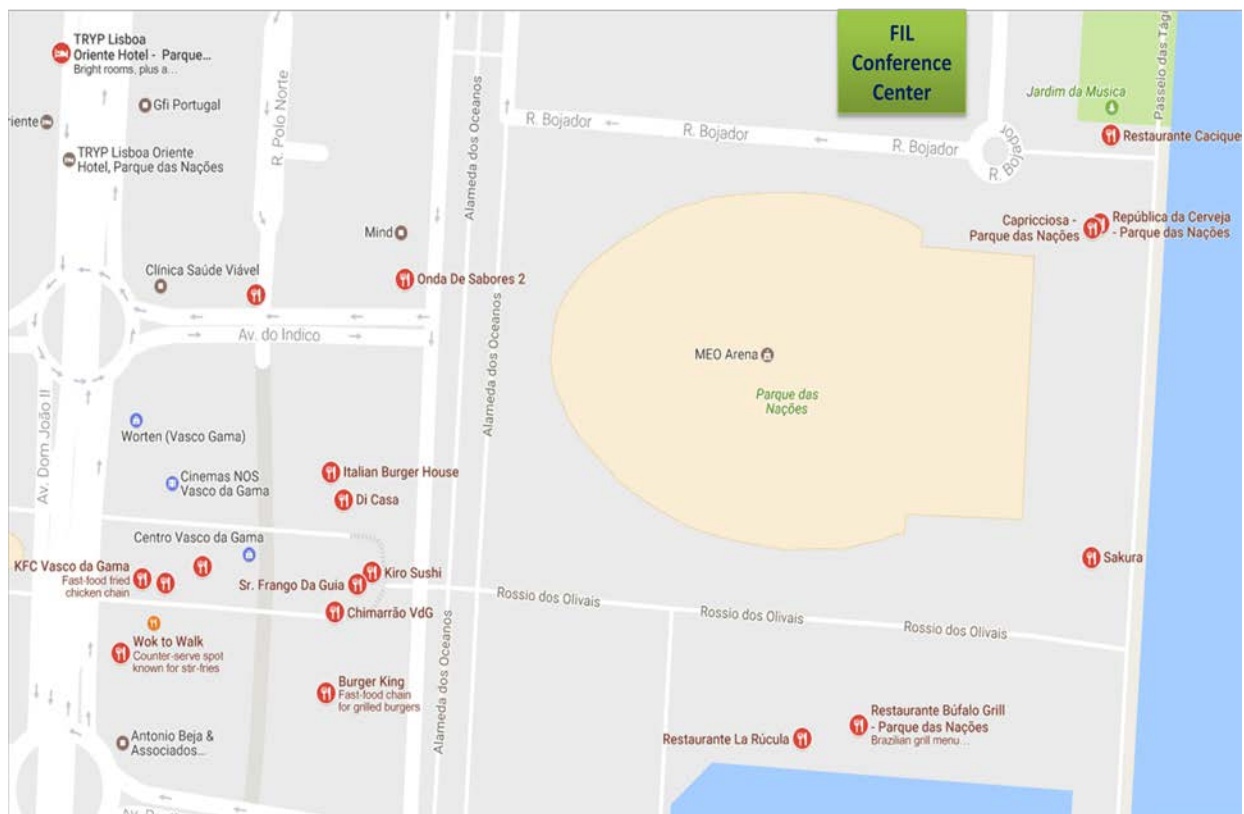 FIL
Conference
Center
TRYP Lisboa
Oriente Hotel - Parque...
Bright rooms, plus a...
Gfi Portugal
riente
TRYP Lisboa Oriente
Hotel, Parque das Nações
R. Polo Norte
Alameda dos Oceanos
R. Bojador
R. Bojador
R. Bojador
R. Bojador
Jardim da Musica
Passeio das Tág
Restaurante Cacique
Capricciosa -
Parque das Nações
República da Cerveja
- Parque das Nações
Mind
Clínica Saúde Viável
Onda De Sabores 2
Av. do Indico
Alameda dos Oceanos
MEO Arena
Parque das
Nações
Av. Dom João II
Worten (Vasco Gama)
Cinemas NOS
Vasco da Gama
Italian Burger House
Di Casa
Centro Vasco da Gama
KFC Vasco da Gama
Fast-food fried
chicken chain
Kiro Sushi
Sr. Frango Da Guia
Chimarrão VdG
Sakura
Rossio dos Olivais
Rossio dos Olivais
Rossio dos Olivais
Alameda dos Oceanos
Wok to Walk
Counter-serve spot
known for stir-fries
Burger King
Fast-food chain
for grilled burgers
Antonio Beja &
Associados...
Restaurante La Rúcula
Restaurante Búfalo Grill
- Parque das Nações
Brazilian grill menu...